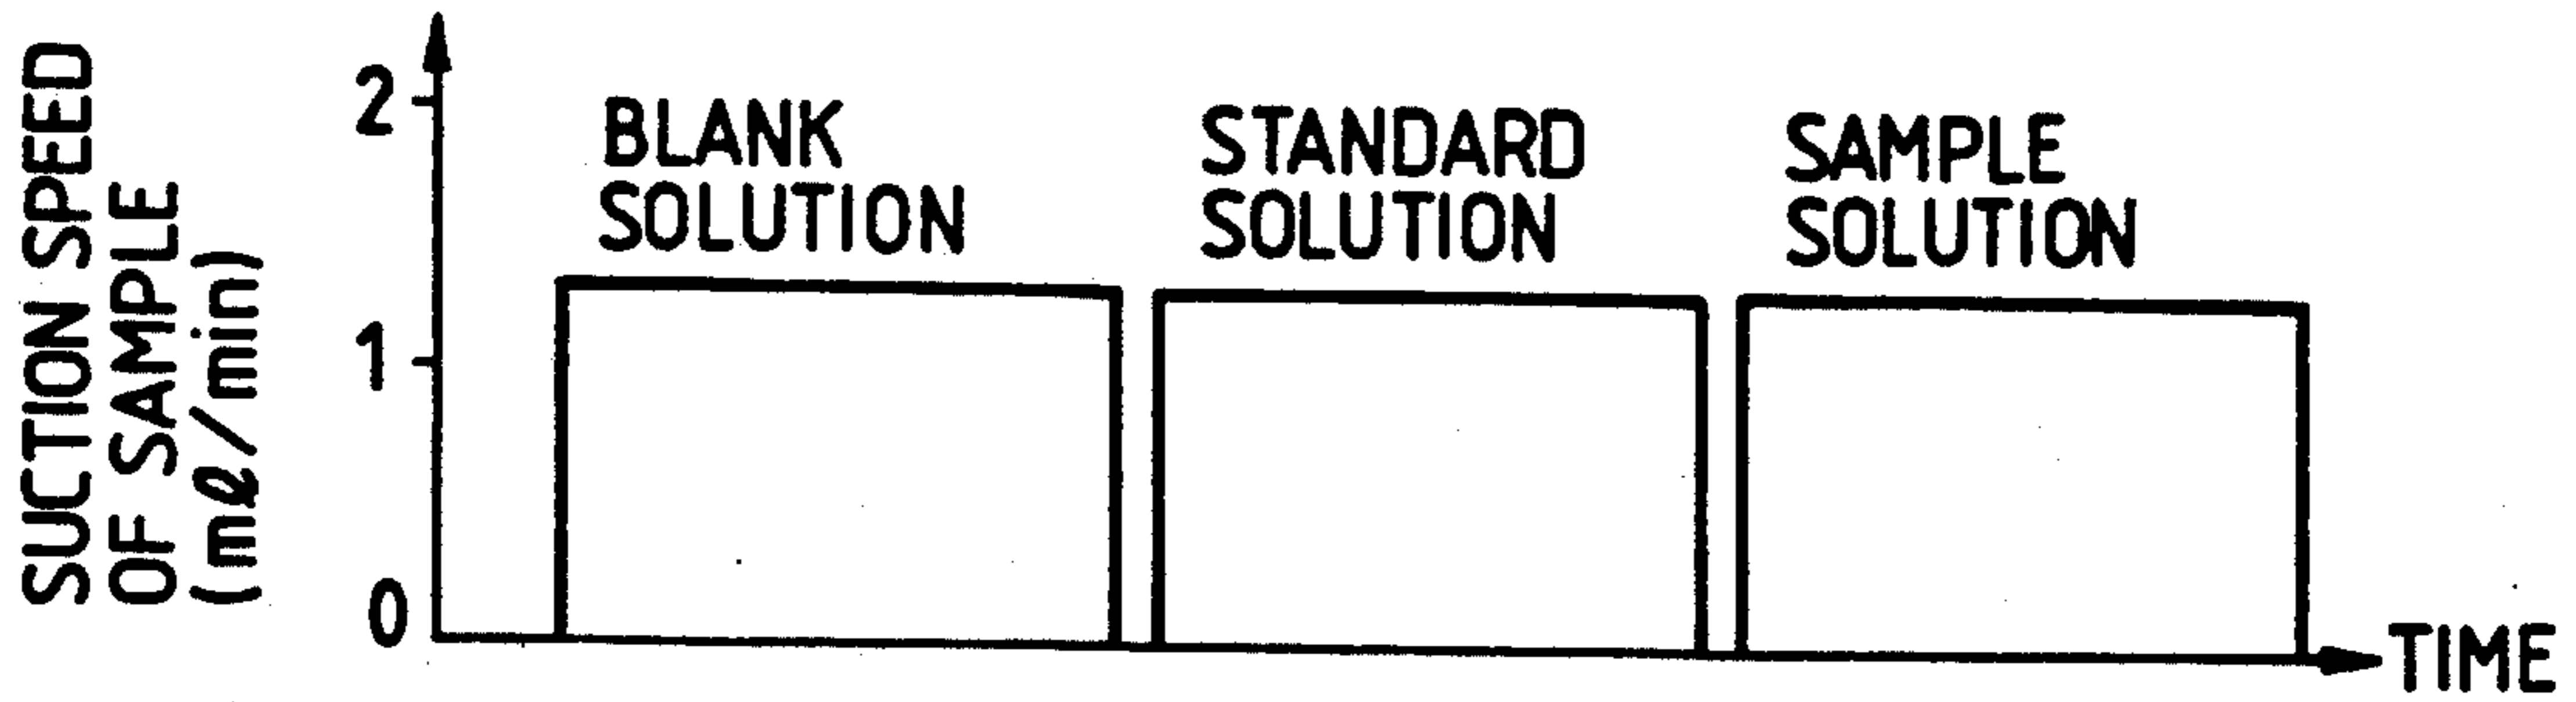 SUCTION SPEED
OF SAMPLE
(mℓ/min)
2
1
0
BLANK
SOLUTION
STANDARD
SOLUTION
SAMPLE
SOLUTION
TIME